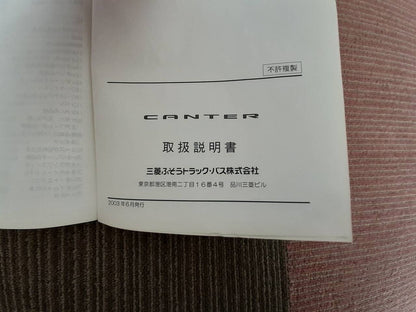 不許複製
CANTER
取扱説明書
三菱ふそうトラック・バス株式会社
東京都港区港南二丁目16番4号 品川三菱ビル
2003年6月発行